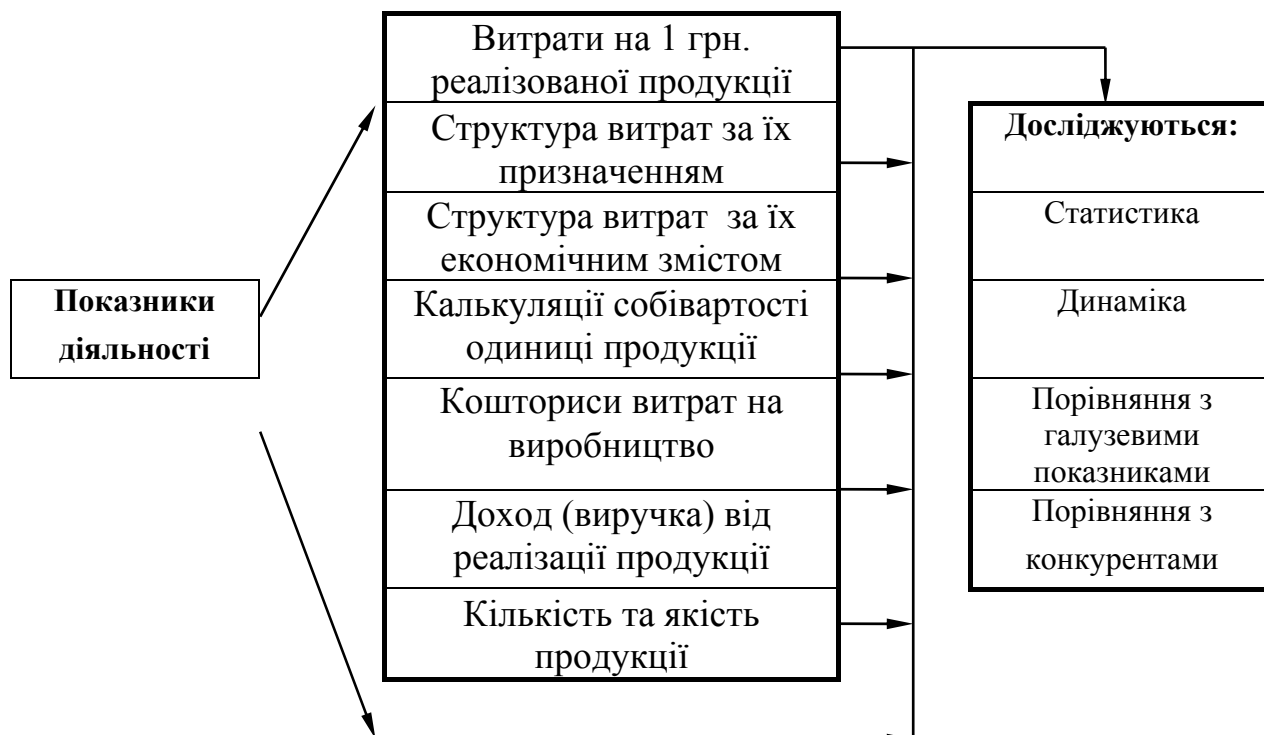 Витрати на 1 грн.
реалізованої продукції
Структура витрат за їх
призначенням
Структура витрат за їх
економічним змістом
Калькуляції собівартості
одиниці продукції
Кошториси витрат на
виробництво
Доход (виручка) від
реалізації продукції
Кількість та якість
продукції
Показники
діяльності
Досліджуються:
Статистика
Динаміка
Порівняння з
галузевими
показниками
Порівняння з
конкурентами